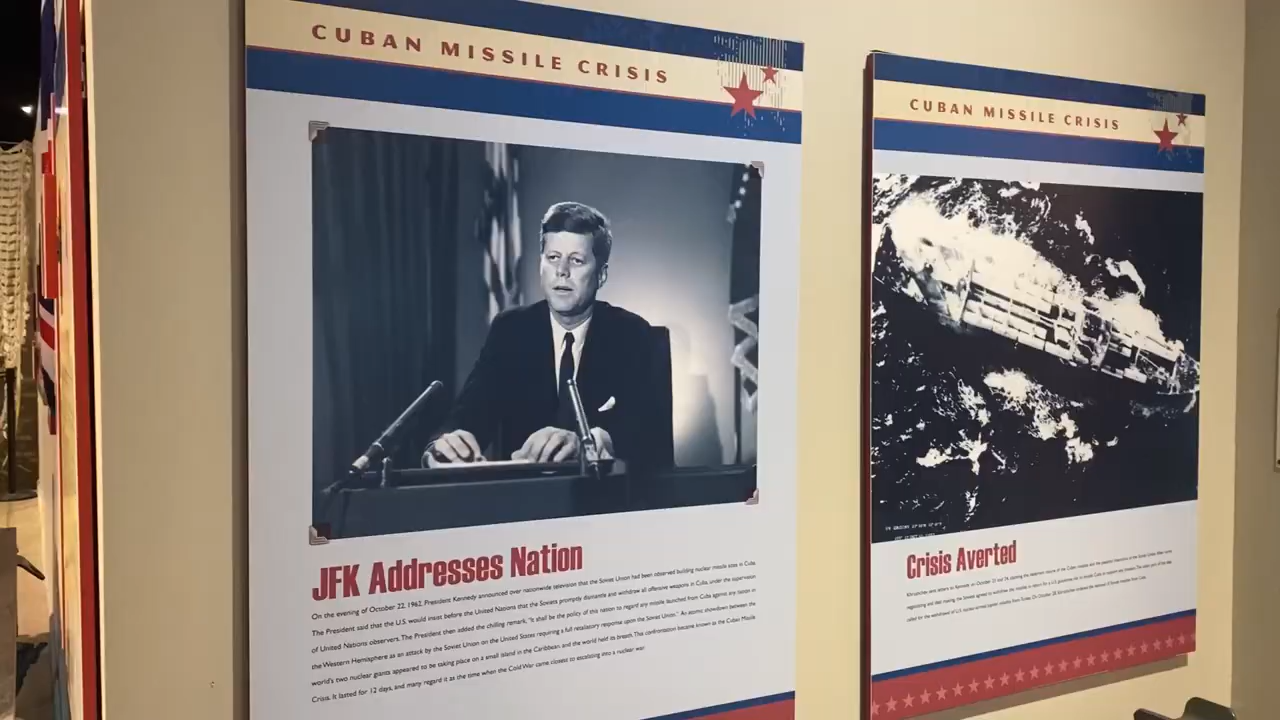 CUBAN MISSILE CRISIS
JFK Addresses Nation
On the evening of October 22, 1962, President Kennedy announced over nationwide television that the Soviet Union had been observed building nuclear missile sites in Cuba.
The President said that the U.S. would insist before the United Nations that the Soviets promptly dismantle and withdraw all offensive weapons in Cuba, under the supervision
of United Nations observers. The President then added the chilling remark, "It shall be the policy of this nation to regard any missile launched from Cuba against any nation in
the Western Hemisphere as an attack by the Soviet Union on the United States requiring a full retaliatory response upon the Soviet Union." An atomic showdown between the
world's two nuclear giants appeared to be taking place on a small island in the Caribbean and the world held its breath. This confrontation became known as the Cuban Missile
Crisis. It lasted for 12 days, and many regard it as the time when the Cold War came closest to escalating into a nuclear war.
CUBAN MISSILE CRISIS
Crisis Averted